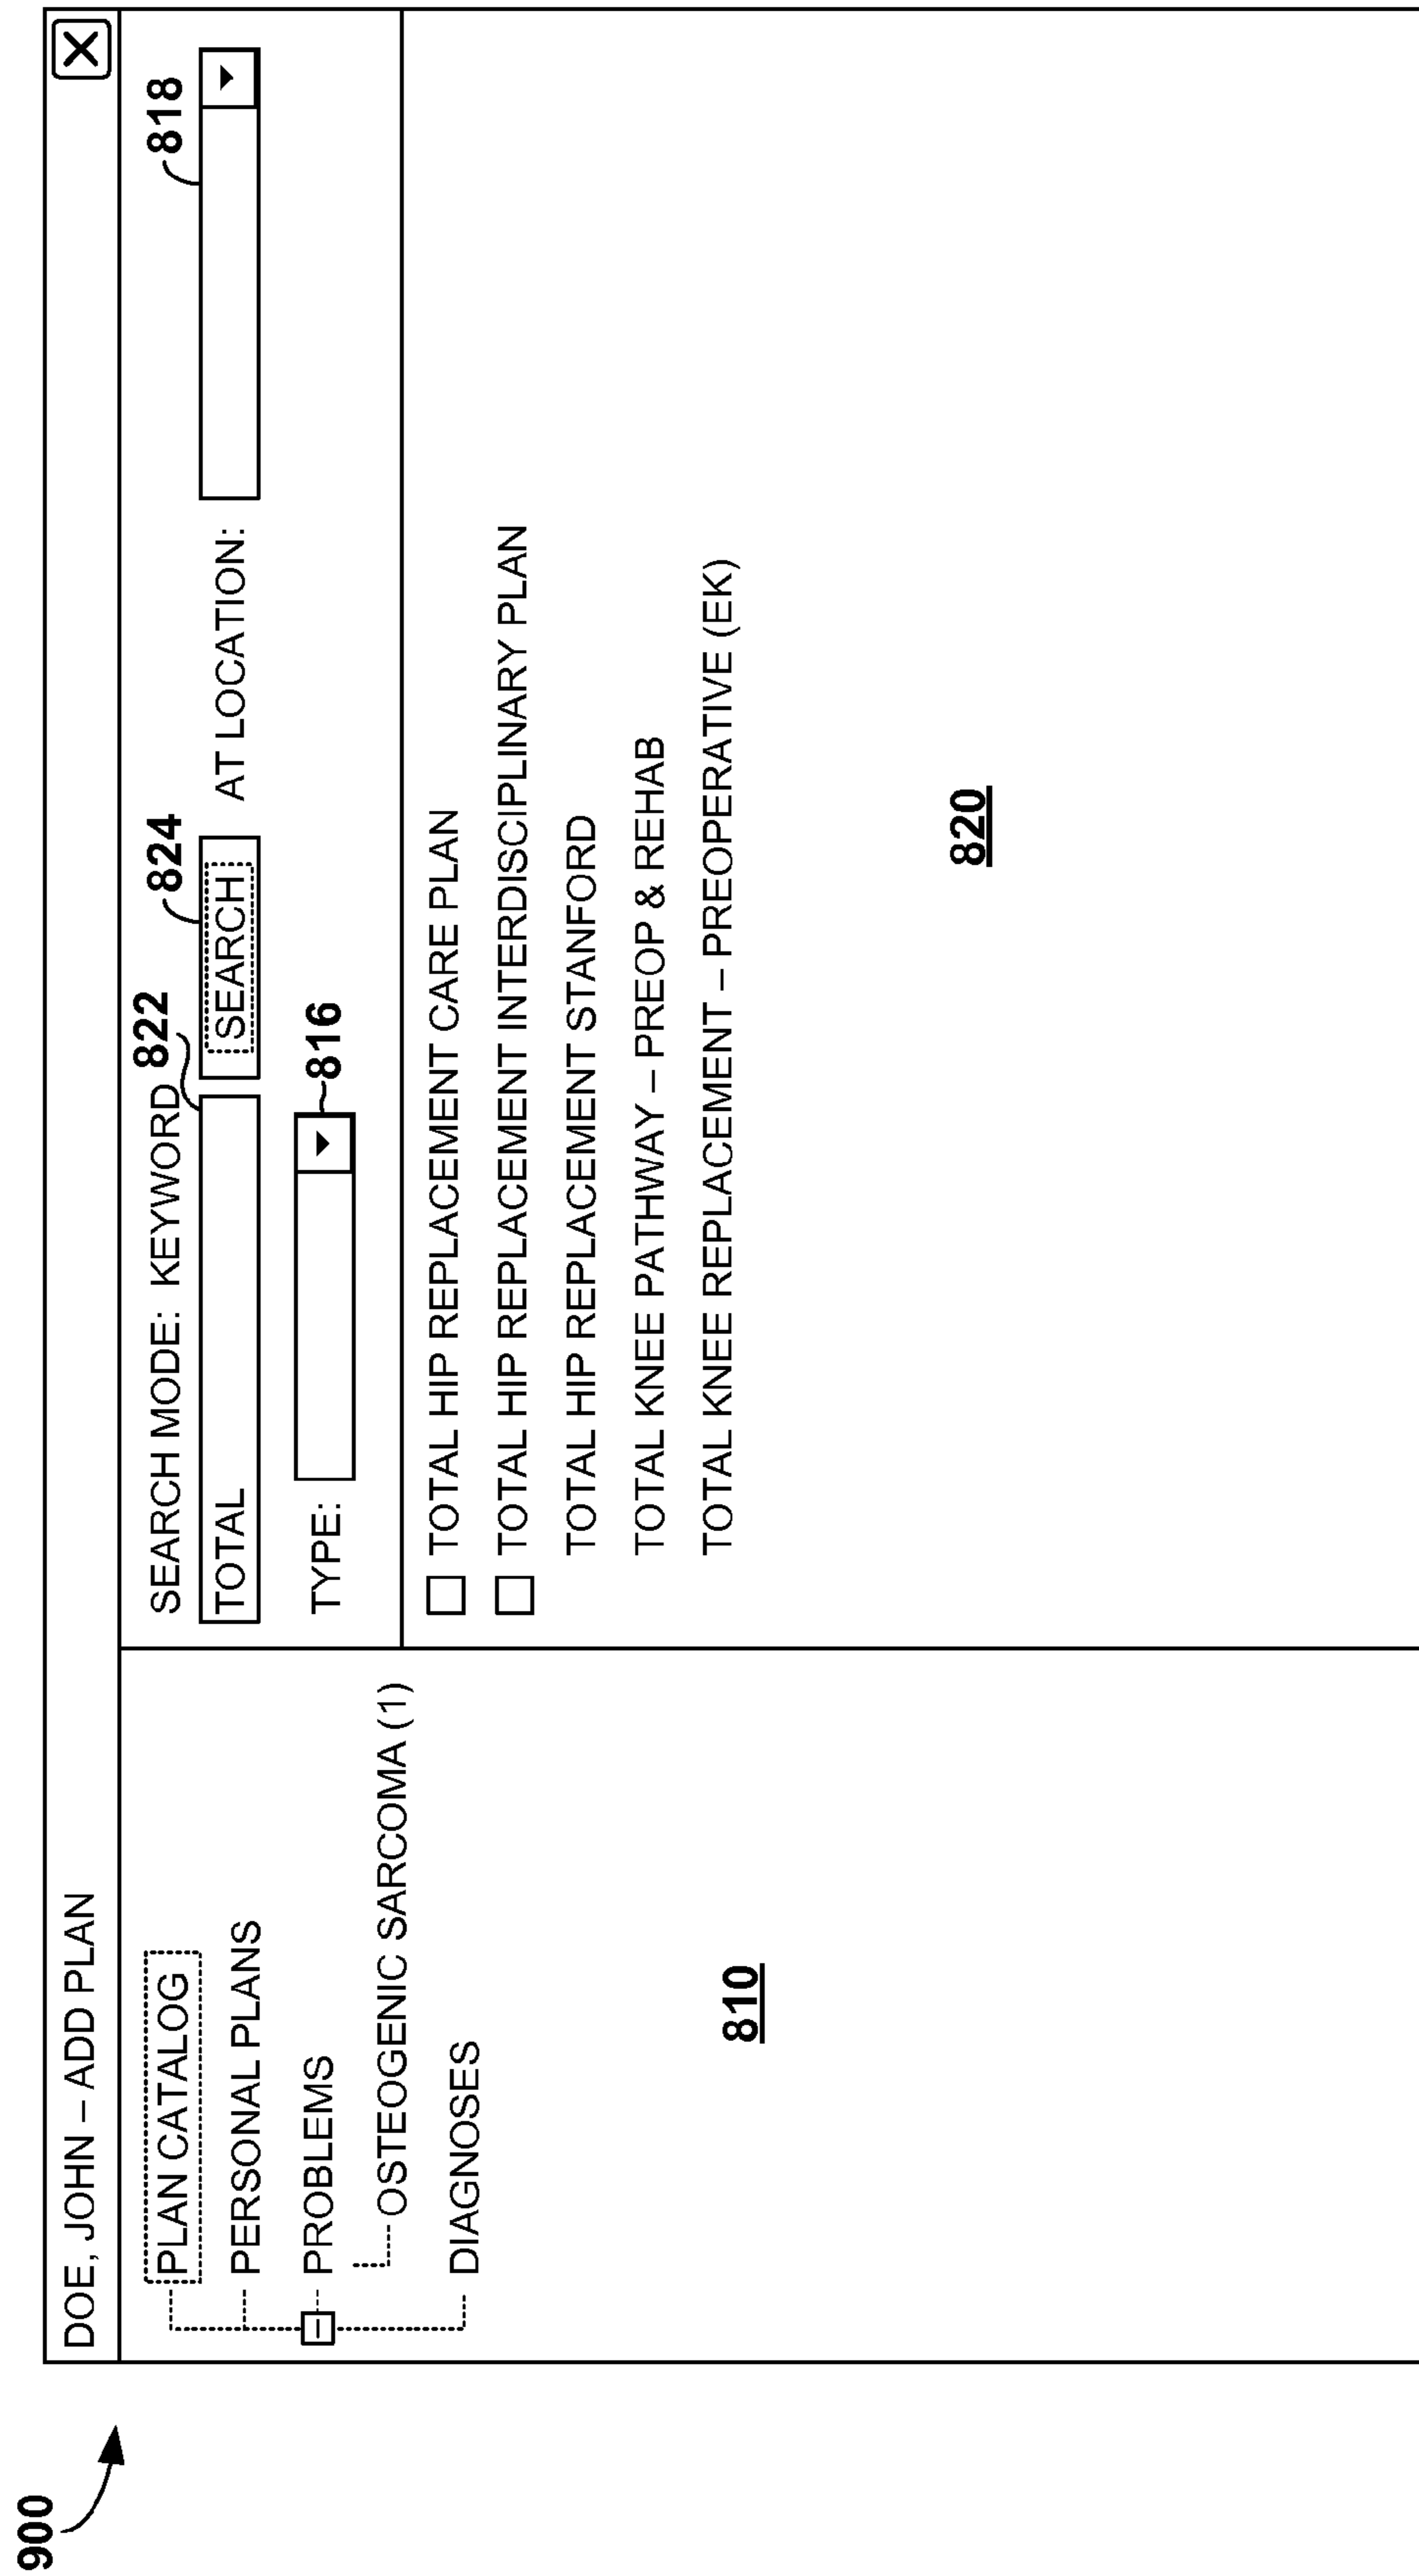 900
DOE, JOHN – ADD PLAN
PLAN CATALOG
PERSONAL PLANS
PROBLEMS
OSTEOGENIC SARCOMA (1)
DIAGNOSES
810
SEARCH MODE: KEYWORD 822 824 818
TOTAL SEARCH AT LOCATION:
TYPE: 816
TOTAL HIP REPLACEMENT CARE PLAN
TOTAL HIP REPLACEMENT INTERDISCIPLINARY PLAN
TOTAL HIP REPLACEMENT STANFORD
TOTAL KNEE PATHWAY – PREOP & REHAB
TOTAL KNEE REPLACEMENT – PREOPERATIVE (EK)
820